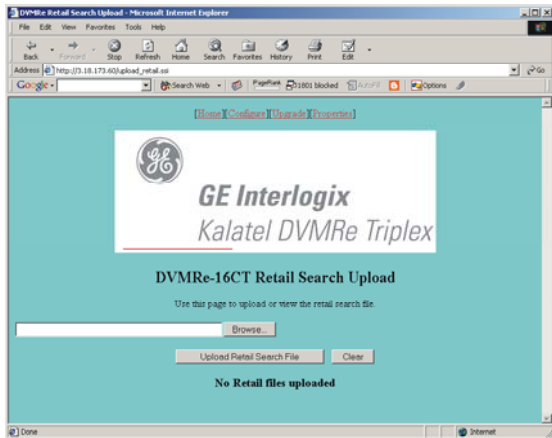 DVMRe Retail Search Upload - Microsoft Internet Explorer
File Edit View Favorites Tools Help
Back Forward Stop Refresh Home Search Favorites History Print Edit
Address http://3.18.173.60/upload_retail.ssi Go
Google Search Web PageRank 1801 blocked AutoFill Options
[Home][Configure][Upgrade][Properties]
GE
GE Interlogix
Kalatel DVMRe Triplex
DVMRe-16CT Retail Search Upload
Use this page to upload or view the retail search file.
Browse...
Upload Retail Search File Clear
No Retail files uploaded
Done Internet